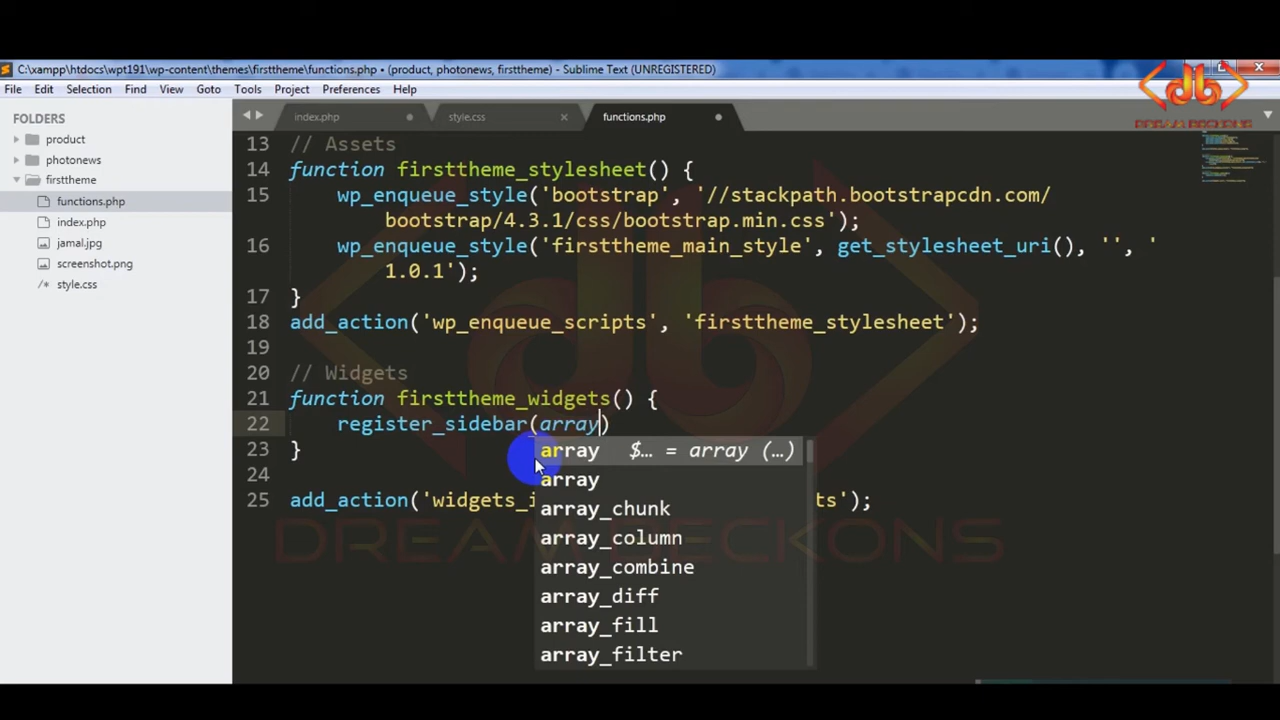 C:\xampp\htdocs\wpt191\wp-content\themes\firsttheme\functions.php • (product, photonews, firsttheme) - Sublime Text (UNREGISTERED)
File Edit Selection Find View Goto Tools Project Preferences Help
DREAM BECKONS
FOLDERS
product
photonews
firsttheme
functions.php
index.php
jamal.jpg
screenshot.png
/* style.css
index.php style.css functions.php
13 // Assets
14 function firsttheme_stylesheet() {
15 wp_enqueue_style('bootstrap', '//stackpath.bootstrapcdn.com/
bootstrap/4.3.1/css/bootstrap.min.css');
16 wp_enqueue_style('firsttheme_main_style', get_stylesheet_uri(), '', '
1.0.1');
17 }
18 add_action('wp_enqueue_scripts', 'firsttheme_stylesheet');
19
20 // Widgets
21 function firsttheme_widgets() {
22 register_sidebar(array)
23 }
24
25 add_action('widgets_i ts');
array $… = array (…)
array
array_chunk
array_column
array_combine
array_diff
array_fill
array_filter
DREAM BECKONS